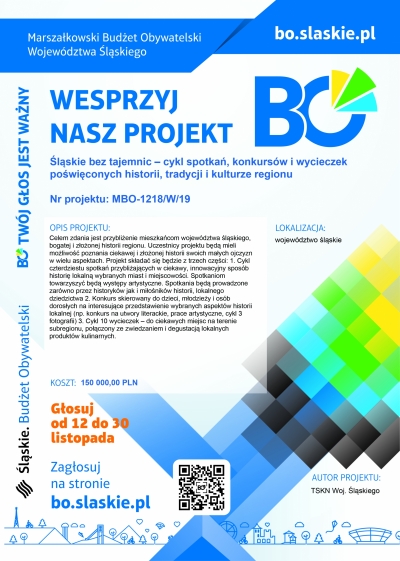 Marszałkowski Budżet Obywatelski
Województwa Śląskiego
bo.slaskie.pl
WESPRZYJ
NASZ PROJEKT
BO
Śląskie bez tajemnic – cykl spotkań, konkursów i wycieczek
poświęconych historii, tradycji i kulturze regionu
Nr projektu: MBO-1218/W/19
OPIS PROJEKTU:
Celem zdania jest przybliżenie mieszkańcom województwa śląskiego,
bogatej i złożonej historii regionu. Uczestnicy projektu będą mieli
możliwość poznania ciekawej i złożonej historii swoich małych ojczyzn
w wielu aspektach. Projekt składać się będzie z trzech części: 1. Cykl
czterdziestu spotkań przybliżających w ciekawy, innowacyjny sposób
historię lokalną wybranych miast i miejscowości. Spotkaniom
towarzyszyć będą występy artystyczne. Spotkania będą prowadzone
zarówno przez historyków jak i miłośników historii, lokalnego
dziedzictwa 2. Konkurs skierowany do dzieci, młodzieży i osób
dorosłych na interesujące przedstawienie wybranych aspektów historii
lokalnej (np. konkurs na utwory literackie, prace artystyczne, cykl 3
fotografii) 3. Cykl 10 wycieczek – do ciekawych miejsc na terenie
subregionu, połączony ze zwiedzaniem i degustacją lokalnych
produktów kulinarnych.
LOKALIZACJA:
województwo śląskie
KOSZT: 150 000,00 PLN
Głosuj
od 12 do 30
listopada
Zagłosuj
na stronie
bo.slaskie.pl
AUTOR PROJEKTU:
TSKN Woj. Śląskiego
Śląskie. Budżet Obywatelski
BO TWÓJ GŁOS JEST WAŻNY